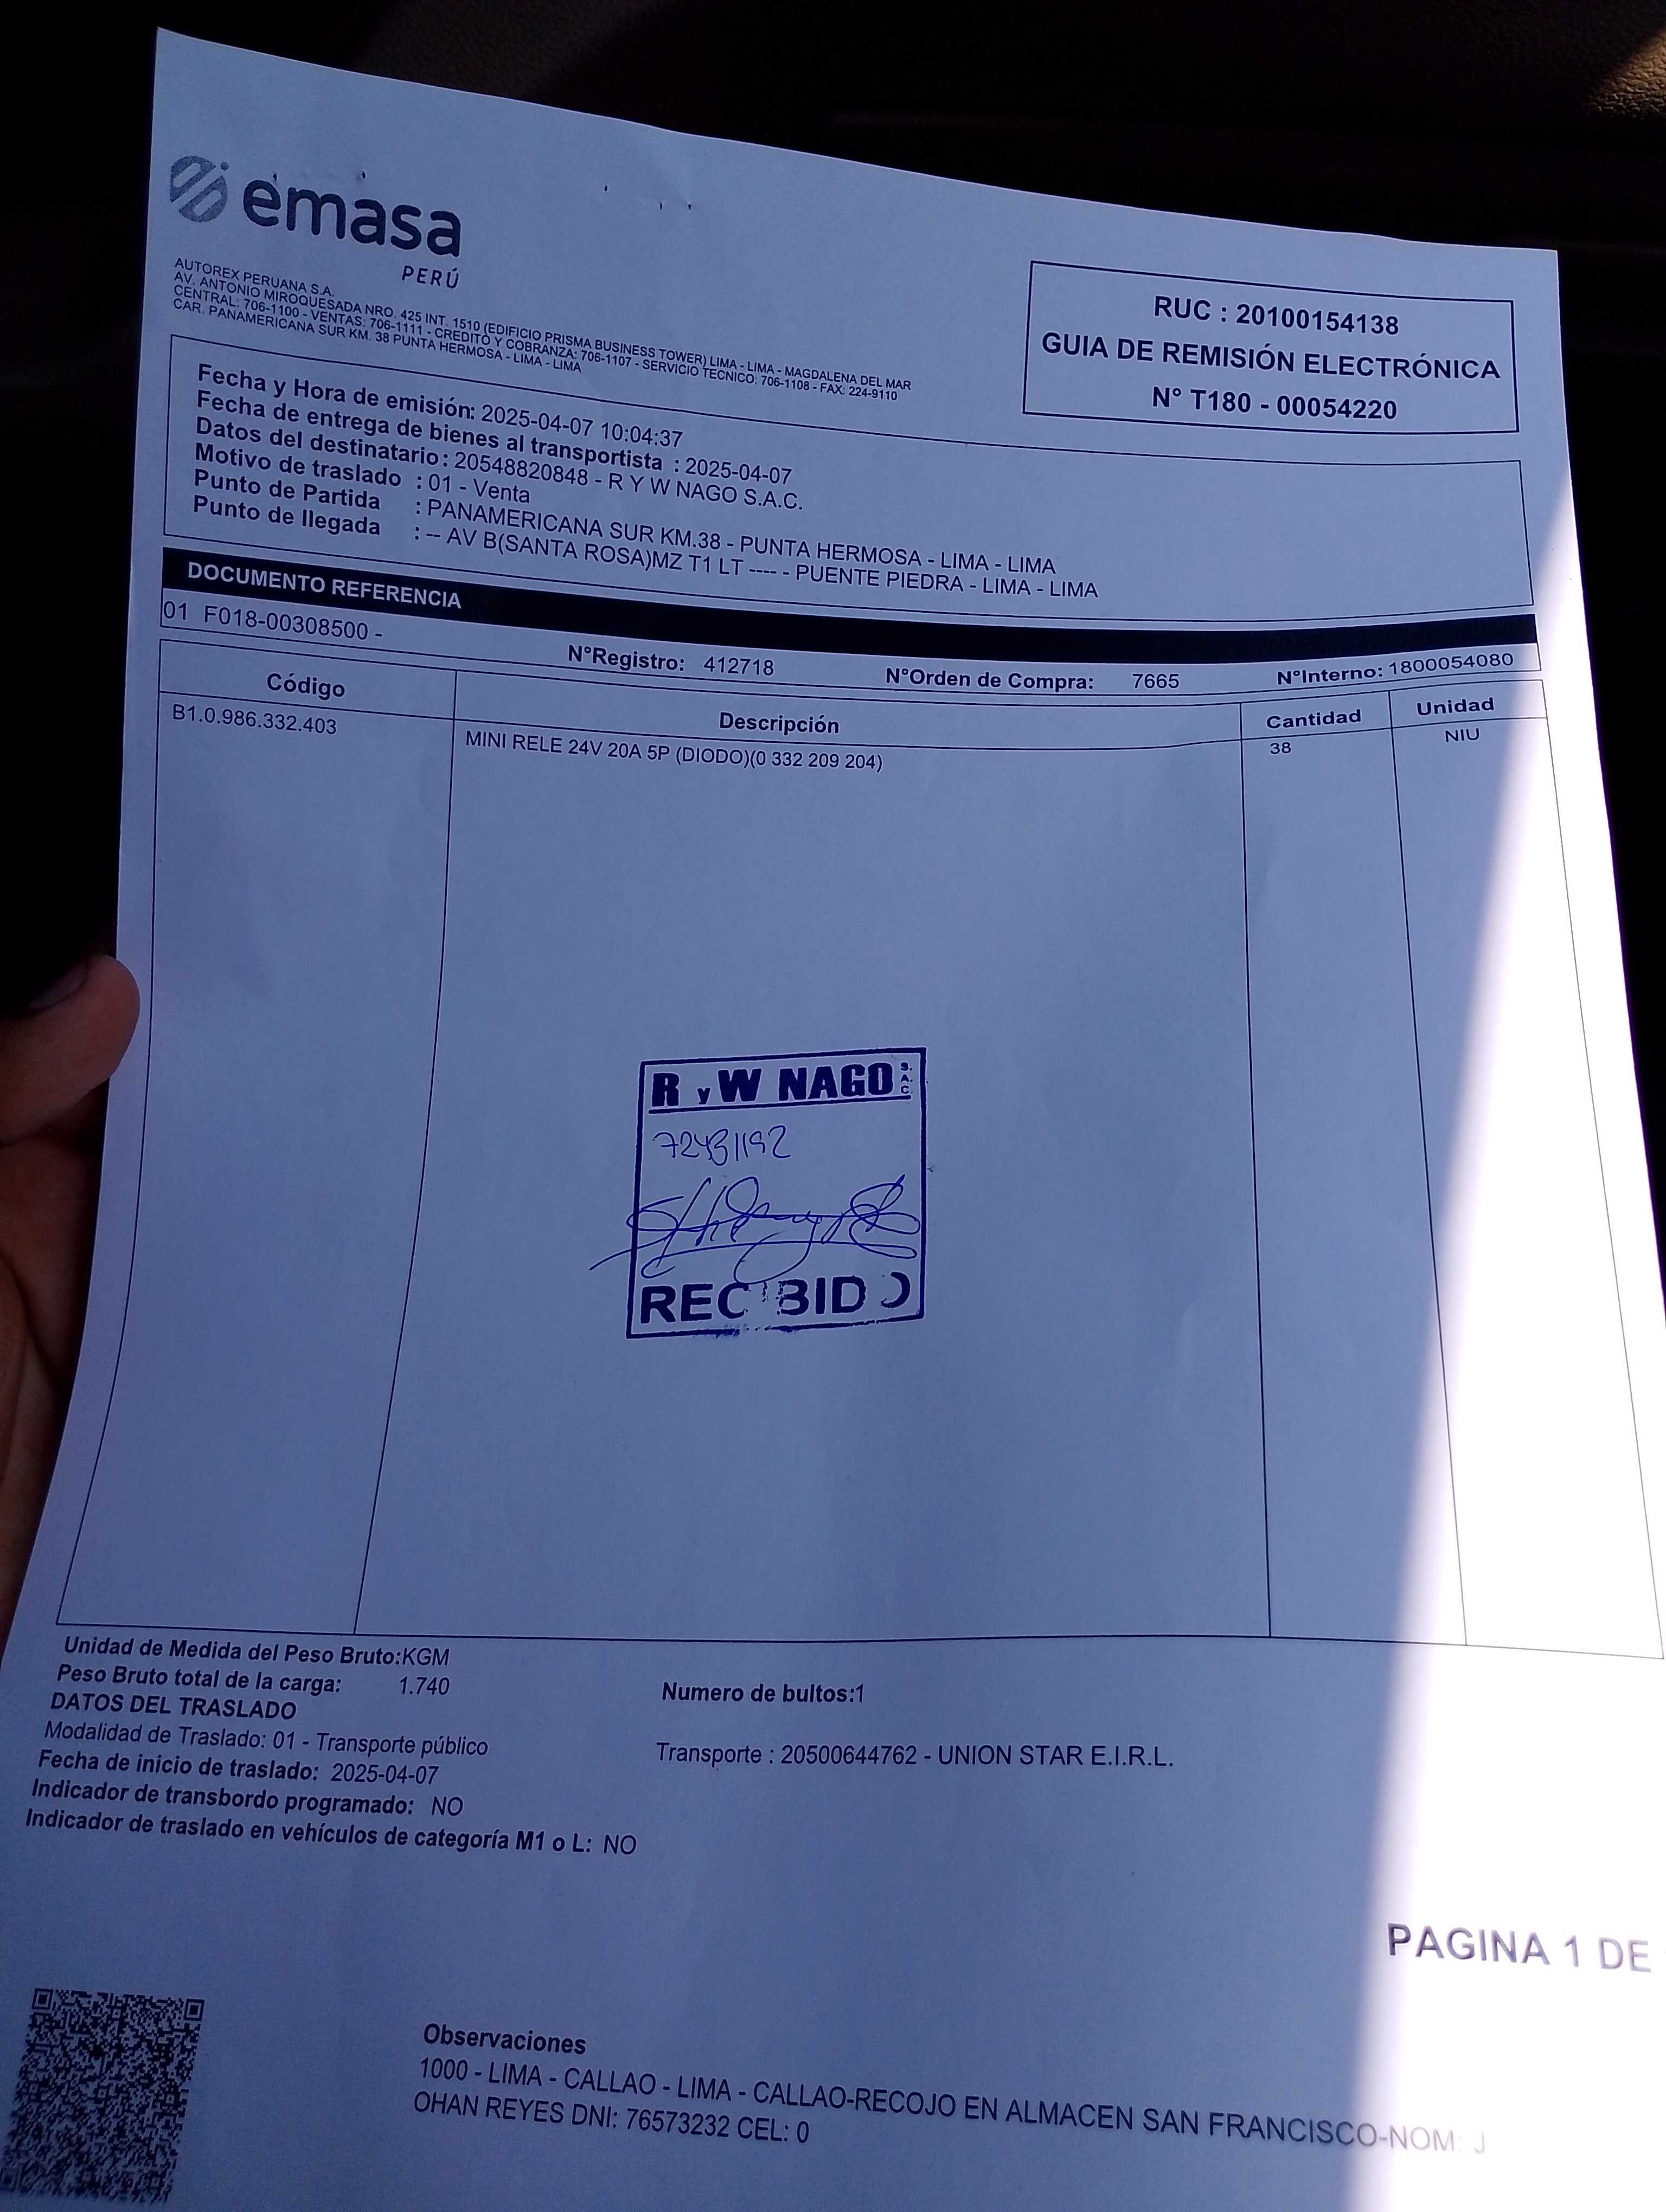 emasa
PERÚ
AUTOREX PERUANA S.A.
AV. ANTONIO MIROQUESADA NRO. 425 INT. 1510 (EDIFICIO PRISMA BUSINESS TOWER) LIMA - LIMA - MAGDALENA DEL MAR
CENTRAL: 706-1100 - VENTAS: 706-1111 - CREDITO Y COBRANZA: 706-1107 - SERVICIO TECNICO: 706-1108 - FAX: 224-9110
CAR. PANAMERICANA SUR KM. 38 PUNTA HERMOSA - LIMA - LIMA
RUC : 20100154138
GUIA DE REMISIÓN ELECTRÓNICA
N° T180 - 00054220
Fecha y Hora de emisión: 2025-04-07 10:04:37
Fecha de entrega de bienes al transportista : 2025-04-07
Datos del destinatario: 20548820848 - R Y W NAGO S.A.C.
Motivo de traslado : 01 - Venta
Punto de Partida : PANAMERICANA SUR KM.38 - PUNTA HERMOSA - LIMA - LIMA
Punto de llegada : -- AV B(SANTA ROSA)MZ T1 LT ---- - PUENTE PIEDRA - LIMA - LIMA
DOCUMENTO REFERENCIA
01 F018-00308500 - N°Registro: 412718 N°Orden de Compra: 7665 N°Interno: 1800054080
Código Descripción Cantidad Unidad
B1.0.986.332.403 MINI RELE 24V 20A 5P (DIODO)(0 332 209 204) 38 NIU
R y W NAGO S.A.C.
72431192
RECIBIDO
Unidad de Medida del Peso Bruto:KGM
Peso Bruto total de la carga: 1.740 Numero de bultos:1
DATOS DEL TRASLADO
Modalidad de Traslado: 01 - Transporte público Transporte : 20500644762 - UNION STAR E.I.R.L.
Fecha de inicio de traslado: 2025-04-07
Indicador de transbordo programado: NO
Indicador de traslado en vehículos de categoría M1 o L: NO
PAGINA 1 DE
Observaciones
1000 - LIMA - CALLAO - LIMA - CALLAO-RECOJO EN ALMACEN SAN FRANCISCO-NOM: J
OHAN REYES DNI: 76573232 CEL: 0